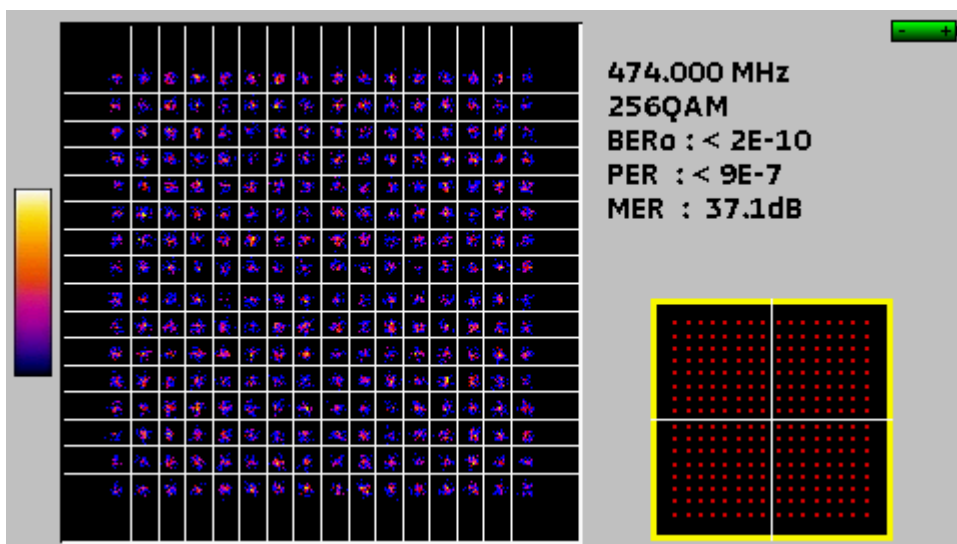 - +
474.000 MHz
256QAM
BERo : < 2E-10
PER : < 9E-7
MER : 37.1dB